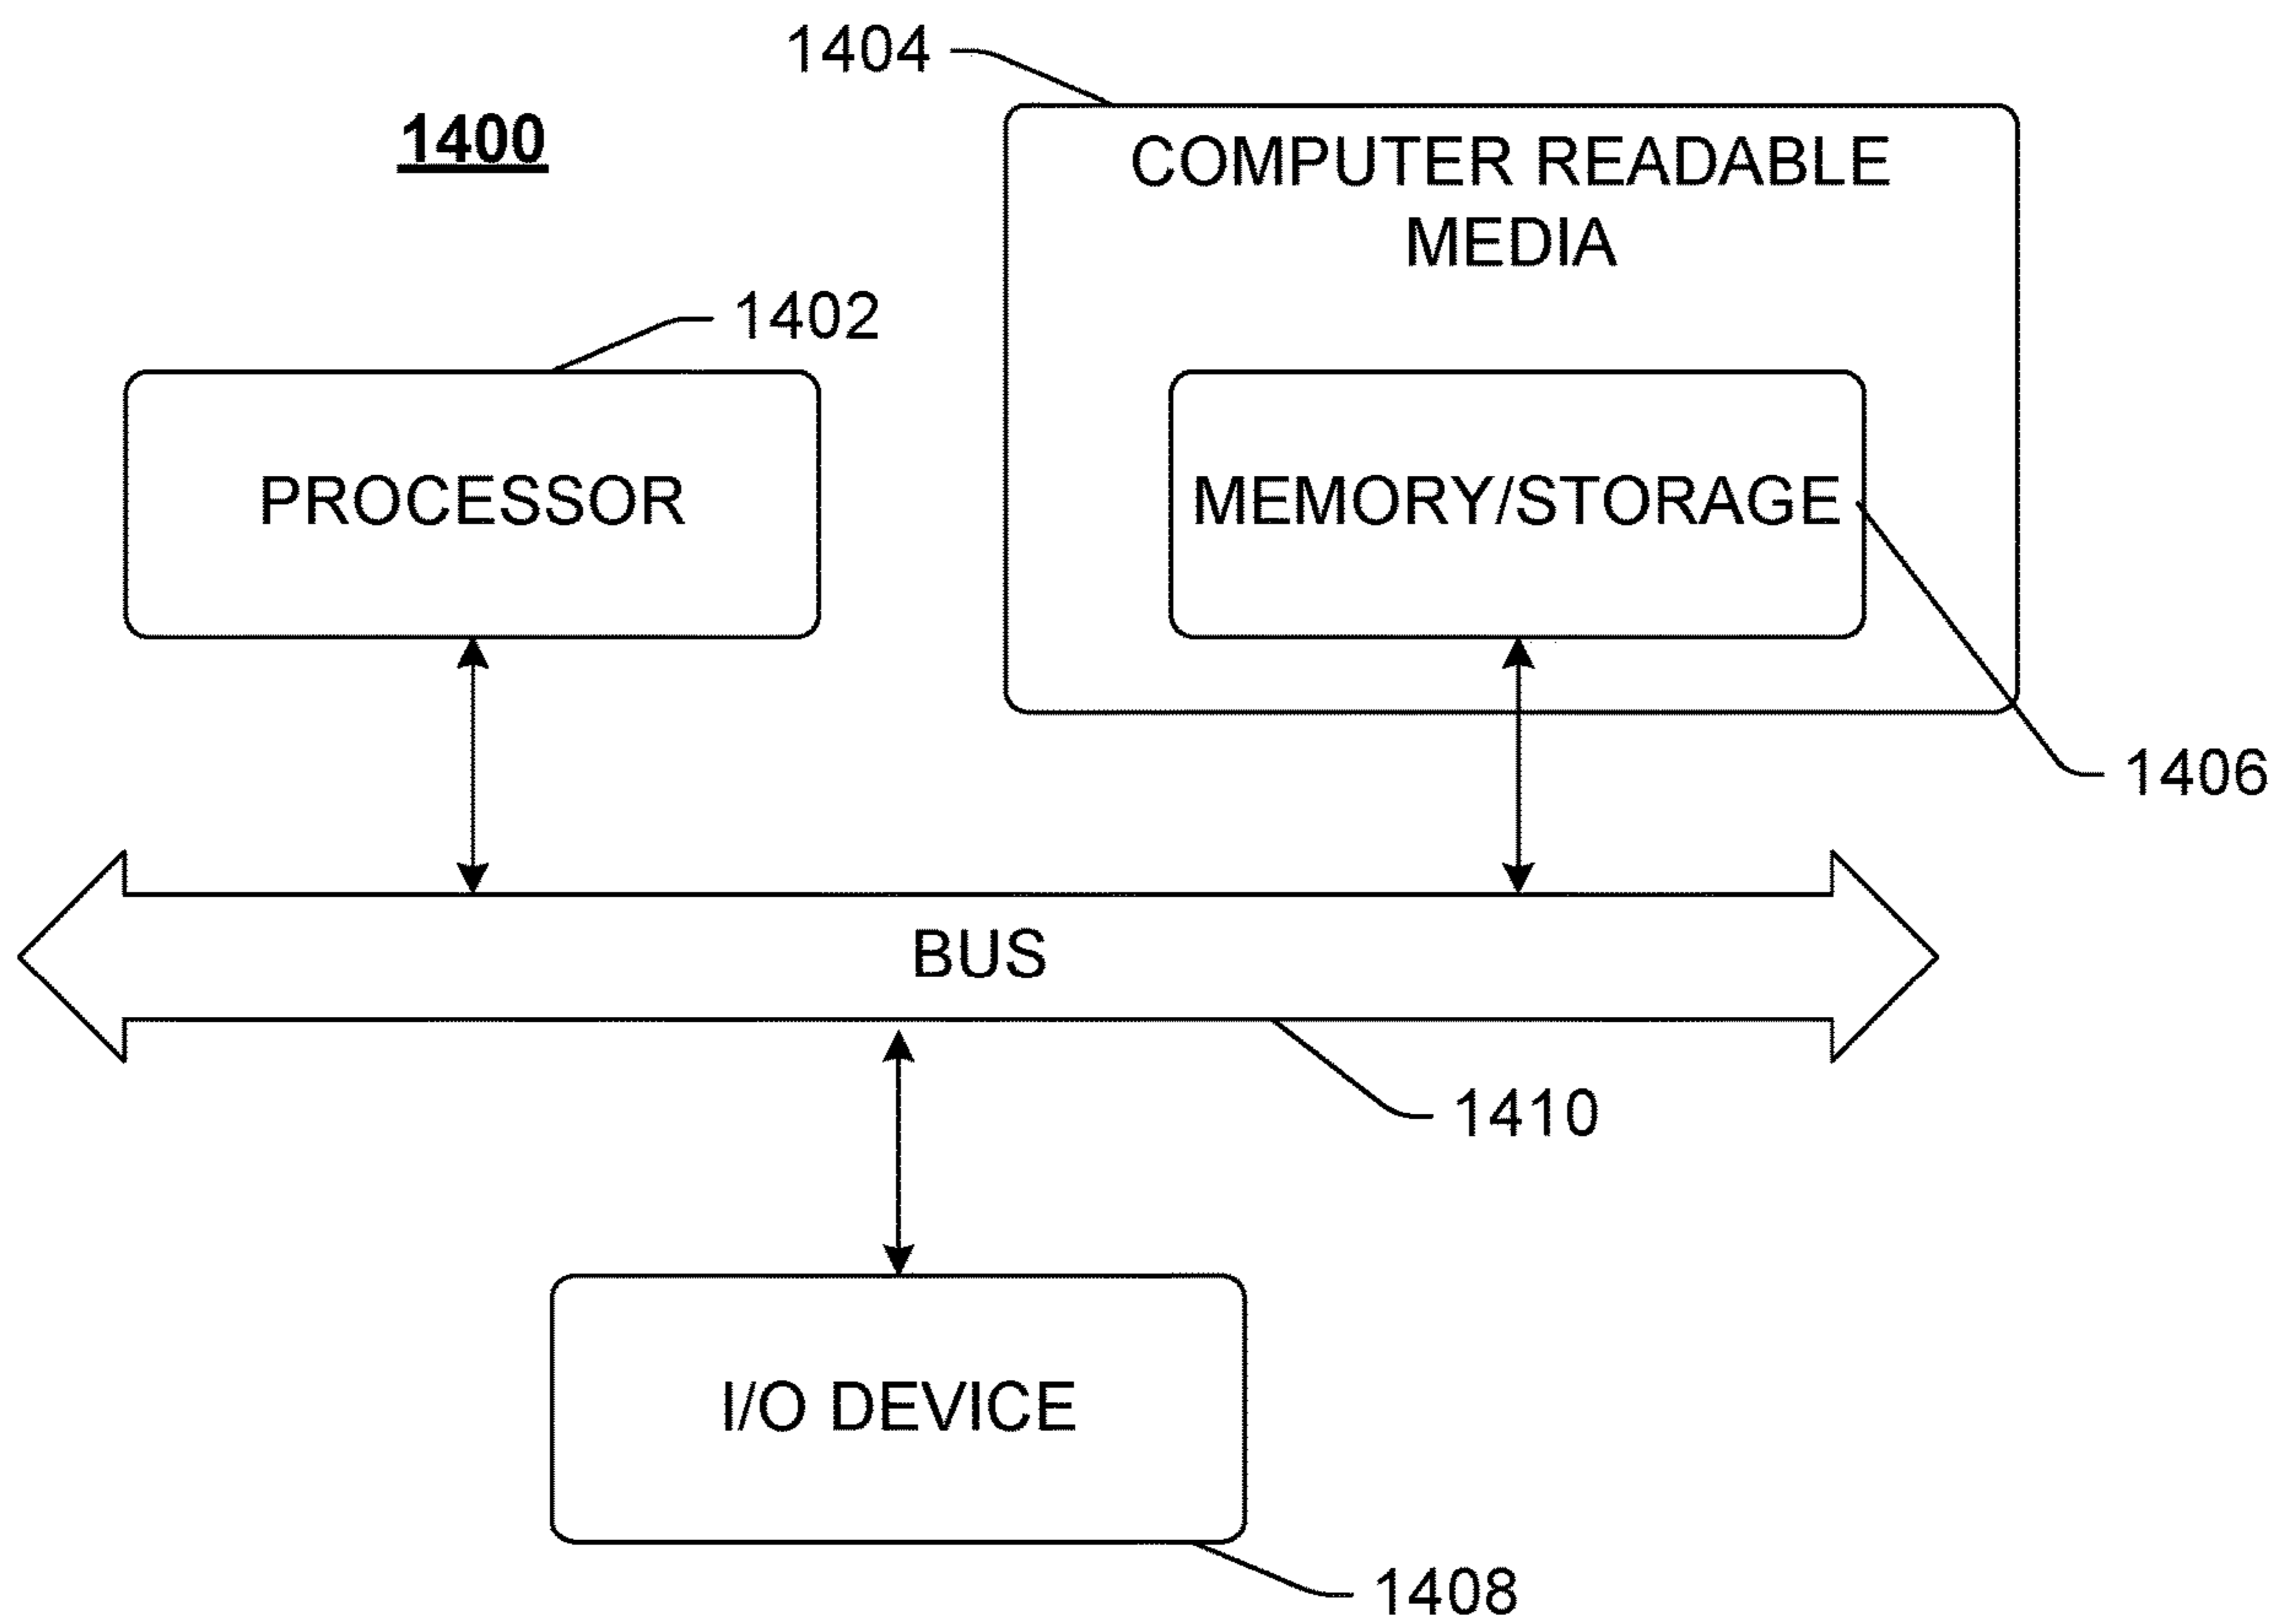 1404
1400
COMPUTER READABLE
MEDIA
1402
PROCESSOR
MEMORY/STORAGE
1406
BUS
1410
I/O DEVICE
1408